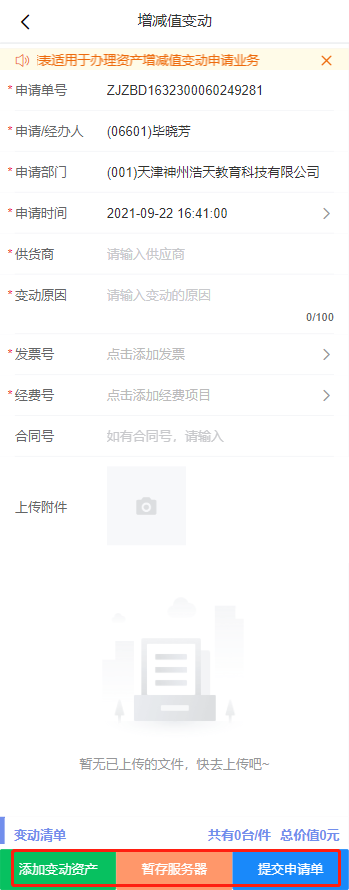 增减值变动
表适用于办理资产增减值变动申请业务
*申请单号 ZJZBD1632300060249281
*申请/经办人 (06601)毕晓芳
*申请部门 (001)天津神州浩天教育科技有限公司
*申请时间 2021-09-22 16:41:00
*供货商 请输入供应商
*变动原因 请输入变动的原因
0/100
*发票号 点击添加发票
*经费号 点击添加经费项目
合同号 如有合同号，请输入
上传附件
暂无已上传的文件，快去上传吧~
变动清单 共有0台/件 总价值0元
添加变动资产 暂存服务器 提交申请单